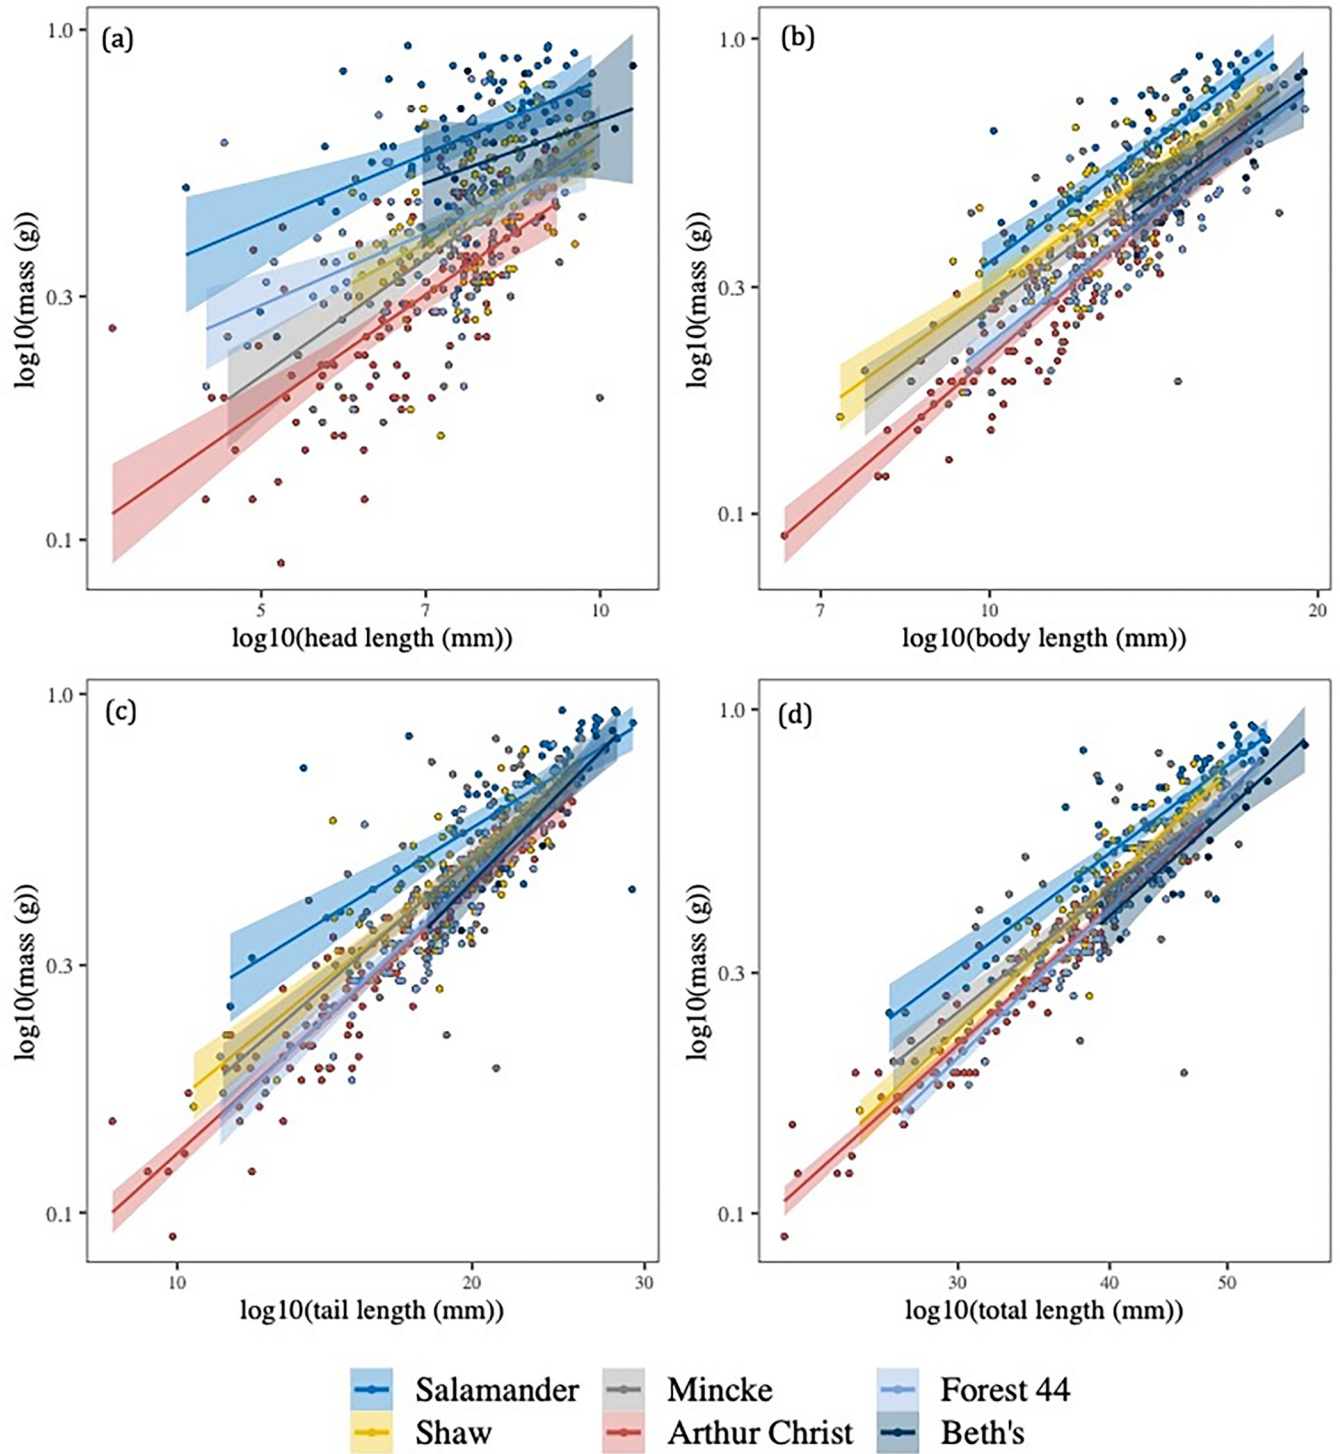 (a)
1.0
0.3
0.1
log10(mass (g))
5 7 10
log10(head length (mm))
(b)
1.0
0.3
0.1
log10(mass (g))
7 10 20
log10(body length (mm))
(c)
1.0
0.3
0.1
log10(mass (g))
10 20 30
log10(tail length (mm))
(d)
1.0
0.3
0.1
log10(mass (g))
30 40 50
log10(total length (mm))
Salamander Mincke Forest 44
Shaw Arthur Christ Beth's